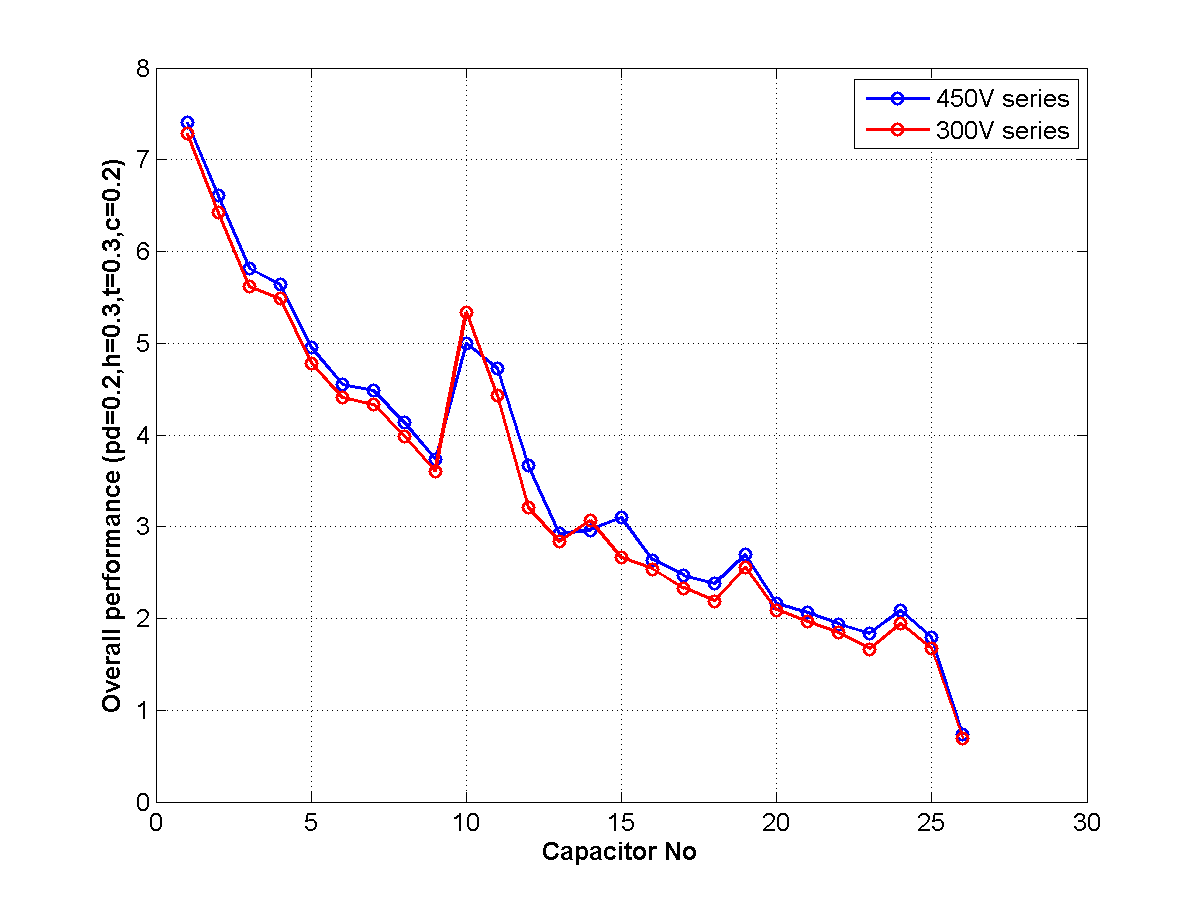 450V series
300V series
8
7
6
5
4
3
2
1
0
0 5 10 15 20 25 30
Capacitor No
Overall performance (pd=0.2,h=0.3,t=0.3,c=0.2)